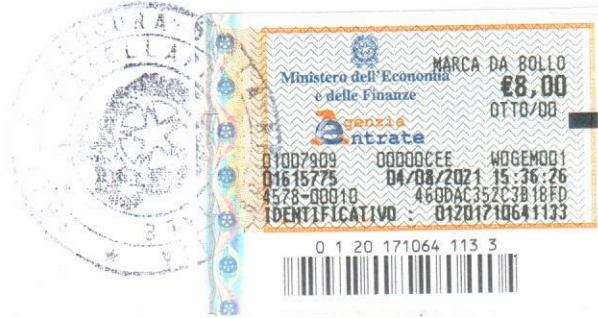 MARCA DA BOLLO
Ministero dell'Economia
e delle Finanze
€8,00
OTTO/00
Agenzia
Entrate
01007909 00000CEE W0GEM001
01615775 04/08/2021 15:36:26
4578-00010
IDENTIFICATIVO : 01201710641133
0 1 20 171064 113 3